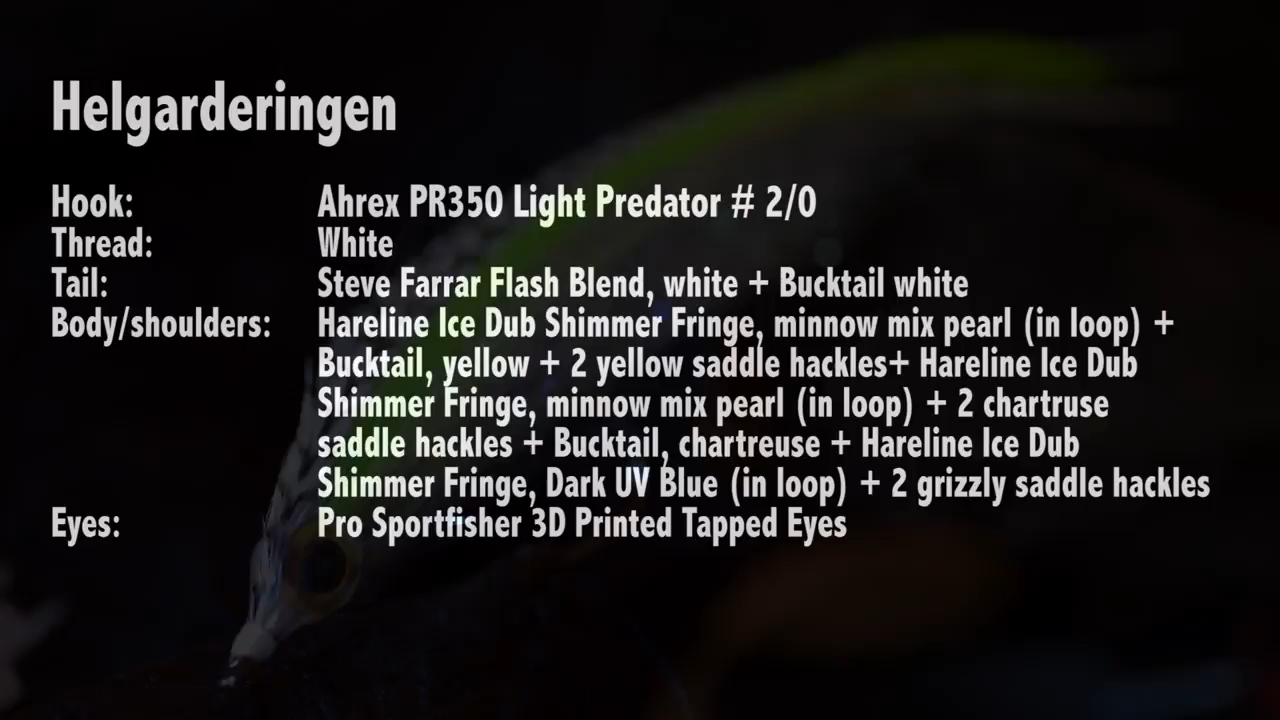 Helgarderingen
Hook: Ahrex PR350 Light Predator # 2/0
Thread: White
Tail: Steve Farrar Flash Blend, white + Bucktail white
Body/shoulders: Hareline Ice Dub Shimmer Fringe, minnow mix pearl (in loop) +
Bucktail, yellow + 2 yellow saddle hackles+ Hareline Ice Dub
Shimmer Fringe, minnow mix pearl (in loop) + 2 chartruse
saddle hackles + Bucktail, chartreuse + Hareline Ice Dub
Shimmer Fringe, Dark UV Blue (in loop) + 2 grizzly saddle hackles
Eyes: Pro Sportfisher 3D Printed Tapped Eyes